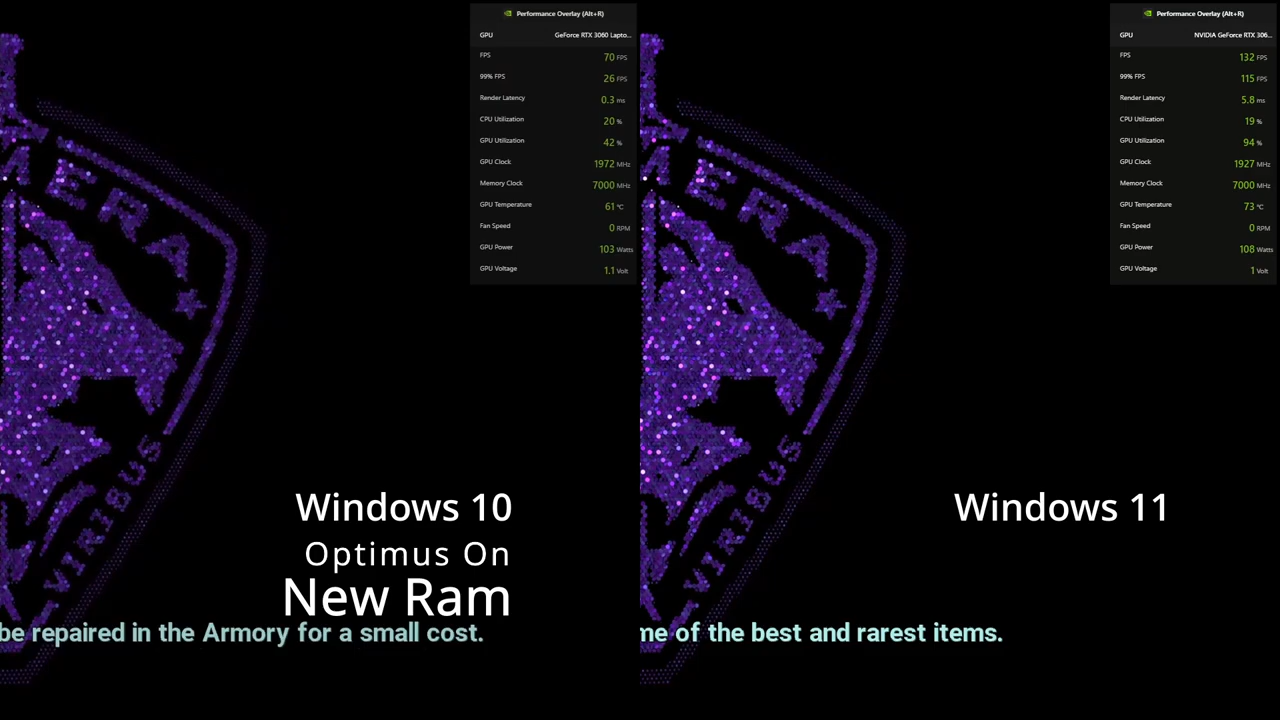 Performance Overlay (Alt+R)
GPU GeForce RTX 3060 Lapto...
FPS 70 FPS
99% FPS 26 FPS
Render Latency 0.3 ms
CPU Utilization 20 %
GPU Utilization 42 %
GPU Clock 1972 MHz
Memory Clock 7000 MHz
GPU Temperature 61 °C
Fan Speed 0 RPM
GPU Power 103 Watts
GPU Voltage 1.1 Volt
MERA
VIRIBUS
Windows 10
Optimus On
New Ram
be repaired in the Armory for a small cost.
Performance Overlay (Alt+R)
GPU NVIDIA GeForce RTX 306...
FPS 132 FPS
99% FPS 115 FPS
Render Latency 5.8 ms
CPU Utilization 19 %
GPU Utilization 94 %
GPU Clock 1927 MHz
Memory Clock 7000 MHz
GPU Temperature 73 °C
Fan Speed 0 RPM
GPU Power 108 Watts
GPU Voltage 1 Volt
MERA
VIRIBUS
Windows 11
me of the best and rarest items.